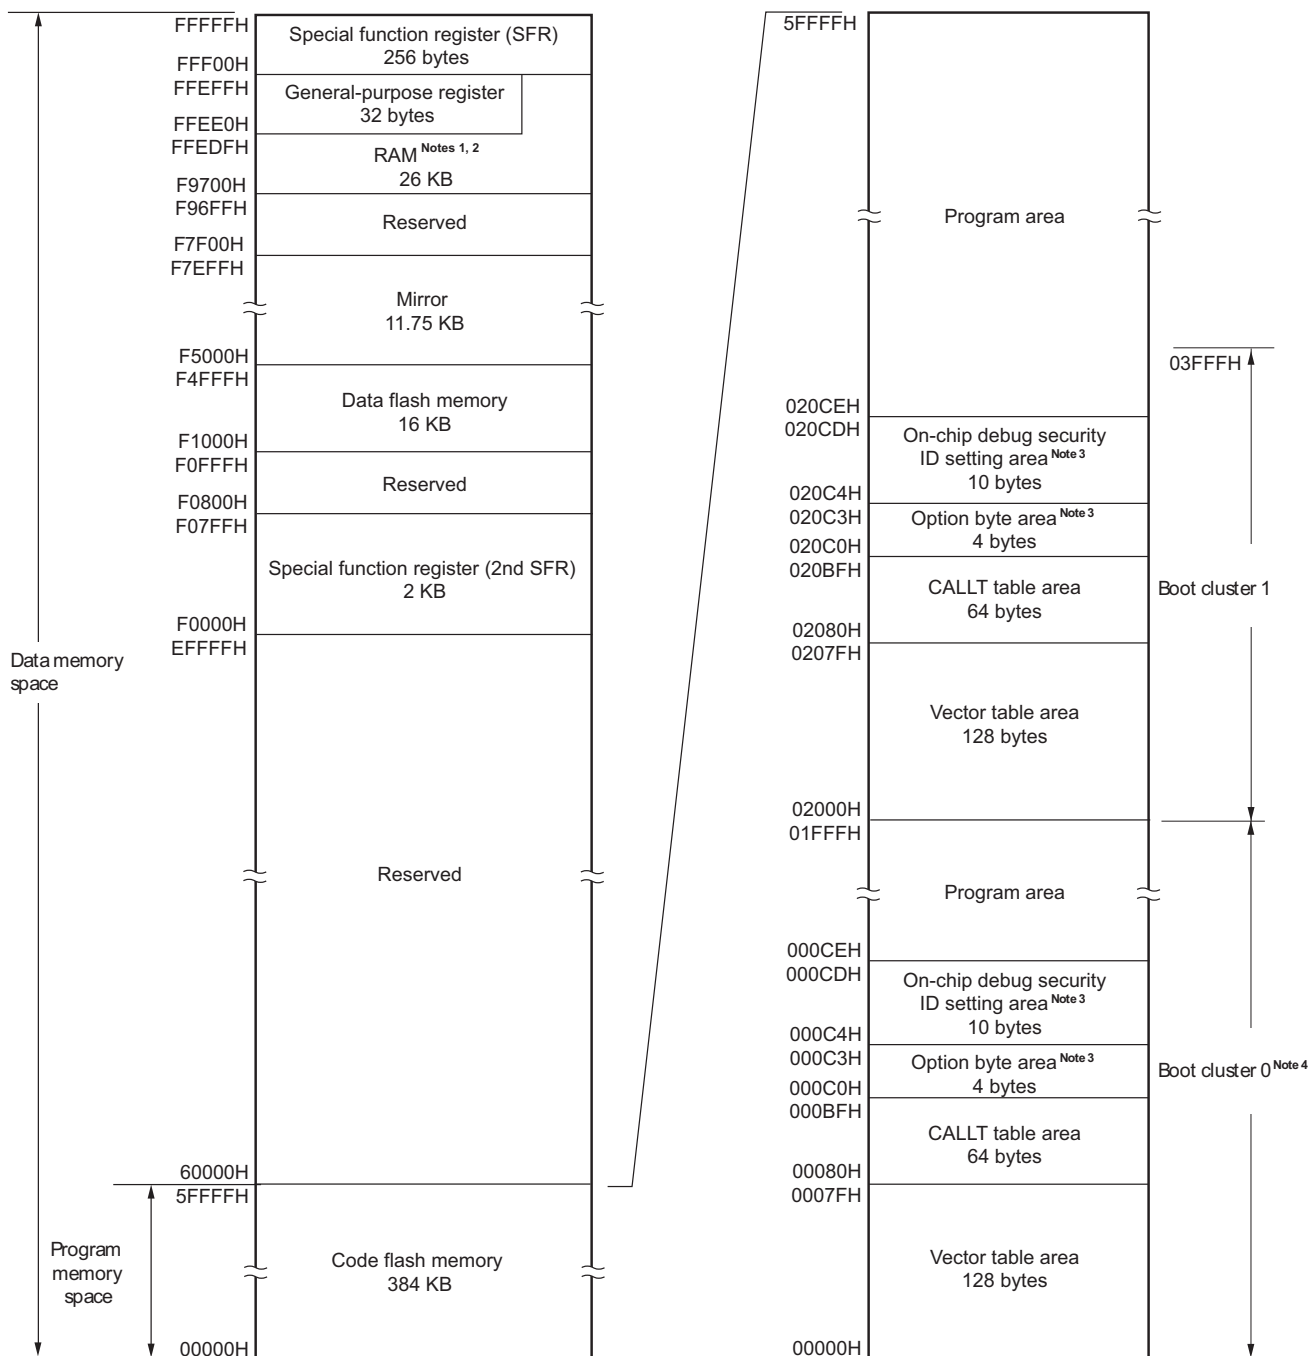 FFFFFH
Special function register (SFR)
256 bytes
FFF00H
FFEFFH
General-purpose register
32 bytes
FFEE0H
FFEDFH
RAM Notes 1, 2
26 KB
F9700H
F96FFH
Reserved
F7F00H
F7EFFH
Mirror
11.75 KB
F5000H
F4FFFH
Data flash memory
16 KB
F1000H
F0FFFH
Reserved
F0800H
F07FFH
Special function register (2nd SFR)
2 KB
F0000H
EFFFFH
Data memory
space
Reserved
60000H
5FFFFH
Program
memory
space
Code flash memory
384 KB
00000H
5FFFFH
Program area
03FFFH
020CEH
020CDH
On-chip debug security
ID setting area Note 3
10 bytes
020C4H
020C3H
Option byte area Note 3
4 bytes
020C0H
020BFH
CALLT table area
64 bytes
Boot cluster 1
02080H
0207FH
Vector table area
128 bytes
02000H
01FFFH
Program area
000CEH
000CDH
On-chip debug security
ID setting area Note 3
10 bytes
000C4H
000C3H
Option byte area Note 3
4 bytes
Boot cluster 0 Note 4
000C0H
000BFH
CALLT table area
64 bytes
00080H
0007FH
Vector table area
128 bytes
00000H